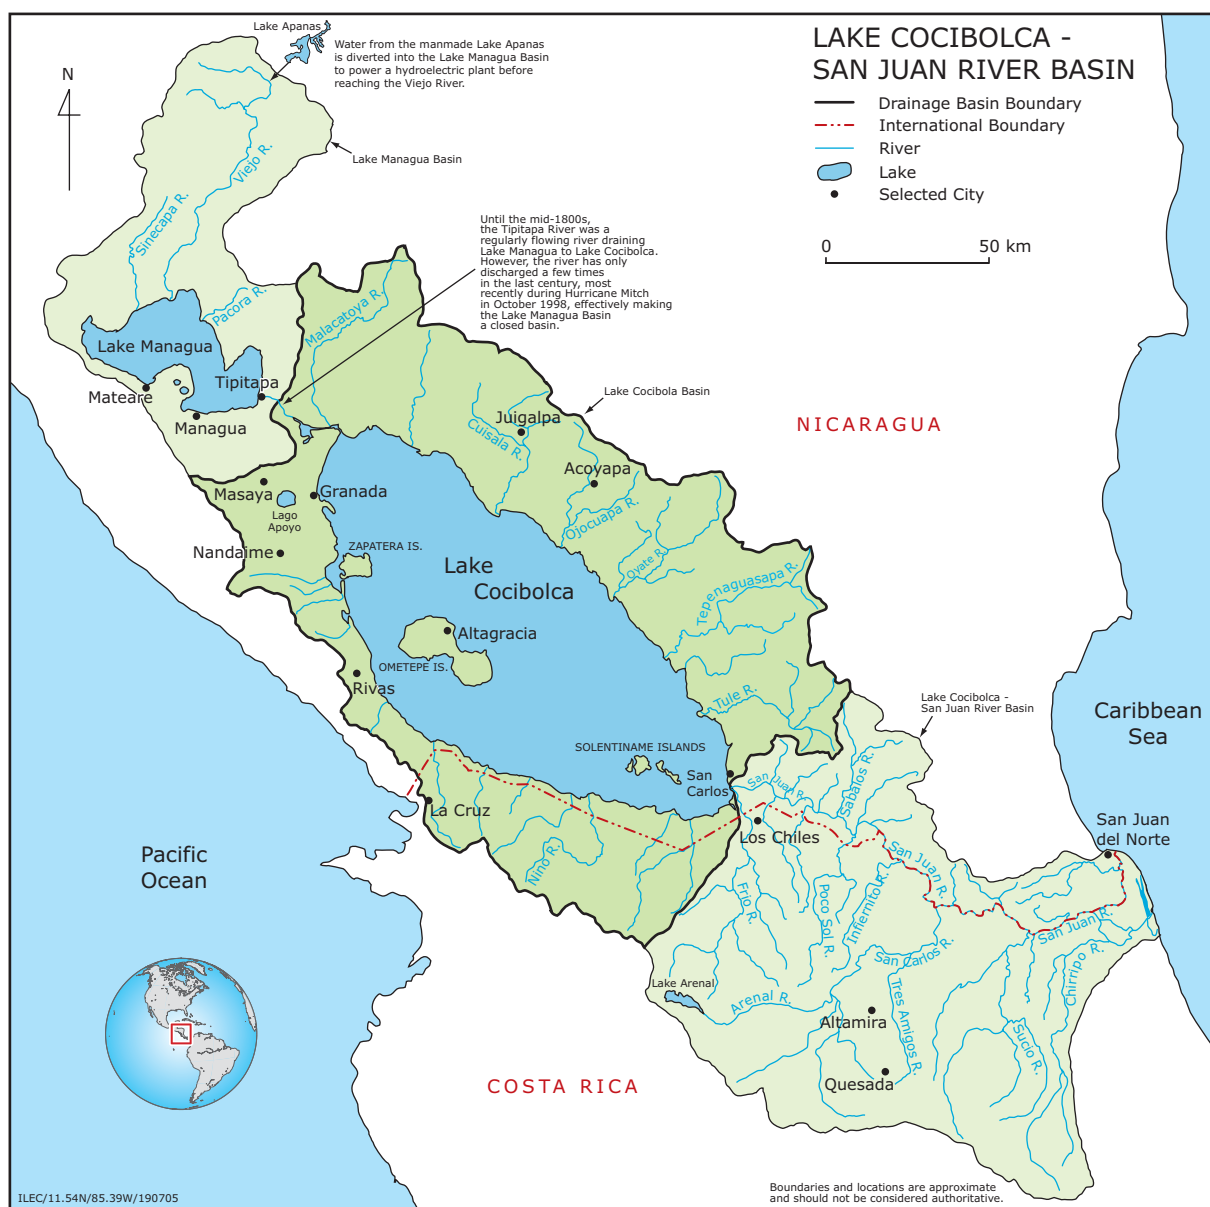 LAKE COCIBOLCA -
SAN JUAN RIVER BASIN
Drainage Basin Boundary
International Boundary
River
Lake
Selected City
0
50 km
N
Lake Apanas
Water from the manmade Lake Apanas
is diverted into the Lake Managua Basin
to power a hydroelectric plant before
reaching the Viejo River.
Lake Managua Basin
Viejo R.
Sinecapa R.
Until the mid-1800s,
the Tipitapa River was a
regularly flowing river draining
Lake Managua to Lake Cocibolca.
However, the river has only
discharged a few times
in the last century, most
recently during Hurricane Mitch
in October 1998, effectively making
the Lake Managua Basin
a closed basin.
Pacora R.
Malacatoya R.
Lake Managua
Tipitapa
Mateare
Managua
Lake Cocibola Basin
Juigalpa
Cuisala R.
NICARAGUA
Acoyapa
Masaya
Granada
Lago
Apoyo
Ojocuapa R.
Nandaime
ZAPATERA IS.
Oyate R.
Lake
Cocibolca
Tepenaguasapa R.
Altagracia
OMETEPE IS.
Rivas
Tule R.
Lake Cocibolca -
San Juan River Basin
Caribbean
Sea
SOLENTINAME ISLANDS
San
Carlos
San Juan R.
Sabalos R.
La Cruz
Los Chiles
San Juan
del Norte
Pacific
Ocean
Nino R.
San Juan R.
Frio R.
Poco Sol R.
Infiernito R.
San Juan R.
San Carlos R.
Chirripo R.
Lake Arenal
Arenal R.
Tres Amigos R.
Altamira
Sucio R.
Quesada
COSTA RICA
ILEC/11.54N/85.39W/190705
Boundaries and locations are approximate
and should not be considered authoritative.